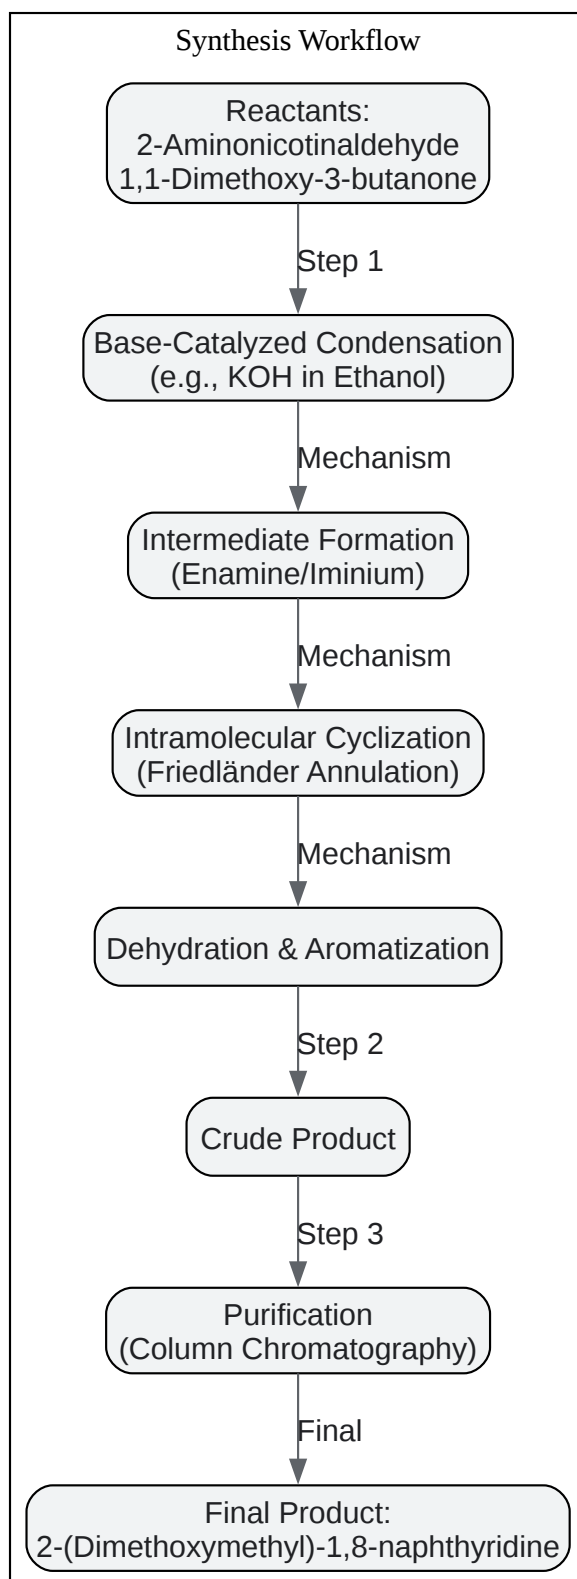 Synthesis Workflow
Reactants:
2-Aminonicotinaldehyde
1,1-Dimethoxy-3-butanone
Step 1
Base-Catalyzed Condensation
(e.g., KOH in Ethanol)
Mechanism
Intermediate Formation
(Enamine/Iminium)
Mechanism
Intramolecular Cyclization
(Friedländer Annulation)
Mechanism
Dehydration & Aromatization
Step 2
Crude Product
Step 3
Purification
(Column Chromatography)
Final
Final Product:
2-(Dimethoxymethyl)-1,8-naphthyridine